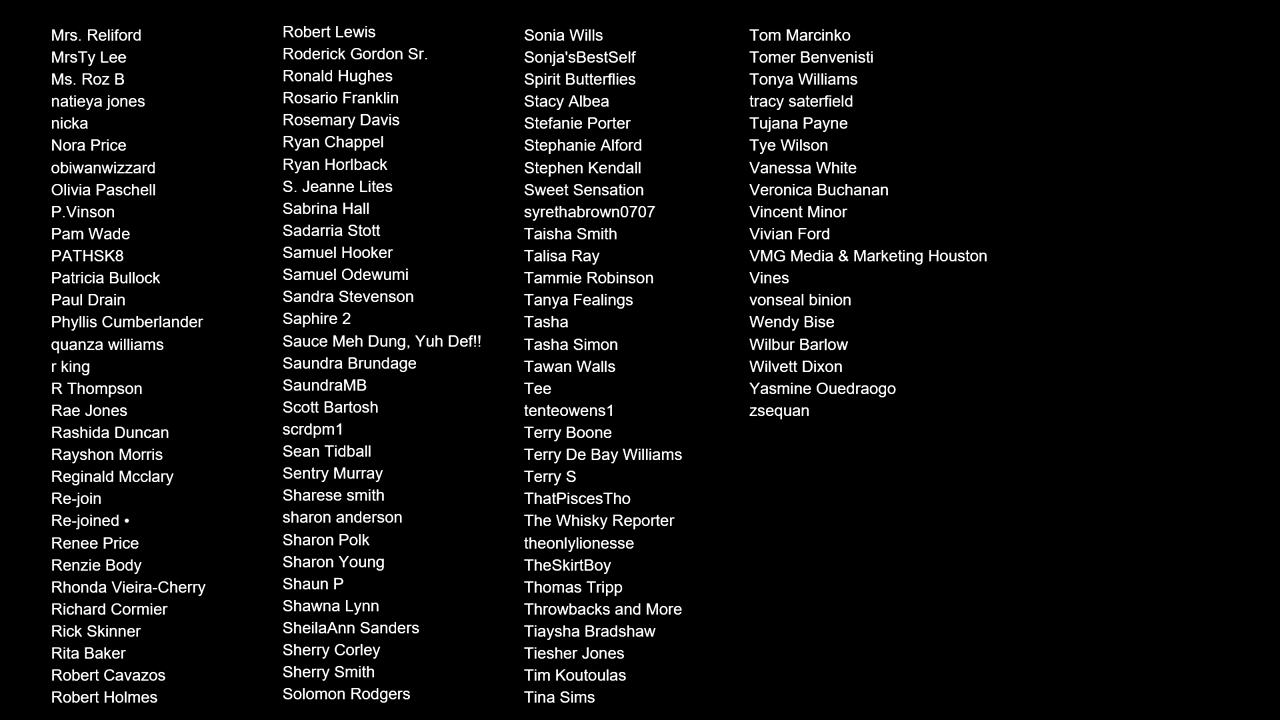 Mrs. Reliford
MrsTy Lee
Ms. Roz B
natieya jones
nicka
Nora Price
obiwanwizzard
Olivia Paschell
P.Vinson
Pam Wade
PATHSK8
Patricia Bullock
Paul Drain
Phyllis Cumberlander
quanza williams
r king
R Thompson
Rae Jones
Rashida Duncan
Rayshon Morris
Reginald Mcclary
Re-join
Re-joined •
Renee Price
Renzie Body
Rhonda Vieira-Cherry
Richard Cormier
Rick Skinner
Rita Baker
Robert Cavazos
Robert Holmes
Robert Lewis
Roderick Gordon Sr.
Ronald Hughes
Rosario Franklin
Rosemary Davis
Ryan Chappel
Ryan Horlback
S. Jeanne Lites
Sabrina Hall
Sadarria Stott
Samuel Hooker
Samuel Odewumi
Sandra Stevenson
Saphire 2
Sauce Meh Dung, Yuh Def!!
Saundra Brundage
SaundraMB
Scott Bartosh
scrdpm1
Sean Tidball
Sentry Murray
Sharese smith
sharon anderson
Sharon Polk
Sharon Young
Shaun P
Shawna Lynn
SheilaAnn Sanders
Sherry Corley
Sherry Smith
Solomon Rodgers
Sonia Wills
Sonja'sBestSelf
Spirit Butterflies
Stacy Albea
Stefanie Porter
Stephanie Alford
Stephen Kendall
Sweet Sensation
syrethabrown0707
Taisha Smith
Talisa Ray
Tammie Robinson
Tanya Fealings
Tasha
Tasha Simon
Tawan Walls
Tee
tenteowens1
Terry Boone
Terry De Bay Williams
Terry S
ThatPiscesTho
The Whisky Reporter
theonlylionesse
TheSkirtBoy
Thomas Tripp
Throwbacks and More
Tiaysha Bradshaw
Tiesher Jones
Tim Koutoulas
Tina Sims
Tom Marcinko
Tomer Benvenisti
Tonya Williams
tracy saterfield
Tujana Payne
Tye Wilson
Vanessa White
Veronica Buchanan
Vincent Minor
Vivian Ford
VMG Media & Marketing Houston
Vines
vonseal binion
Wendy Bise
Wilbur Barlow
Wilvett Dixon
Yasmine Ouedraogo
zsequan